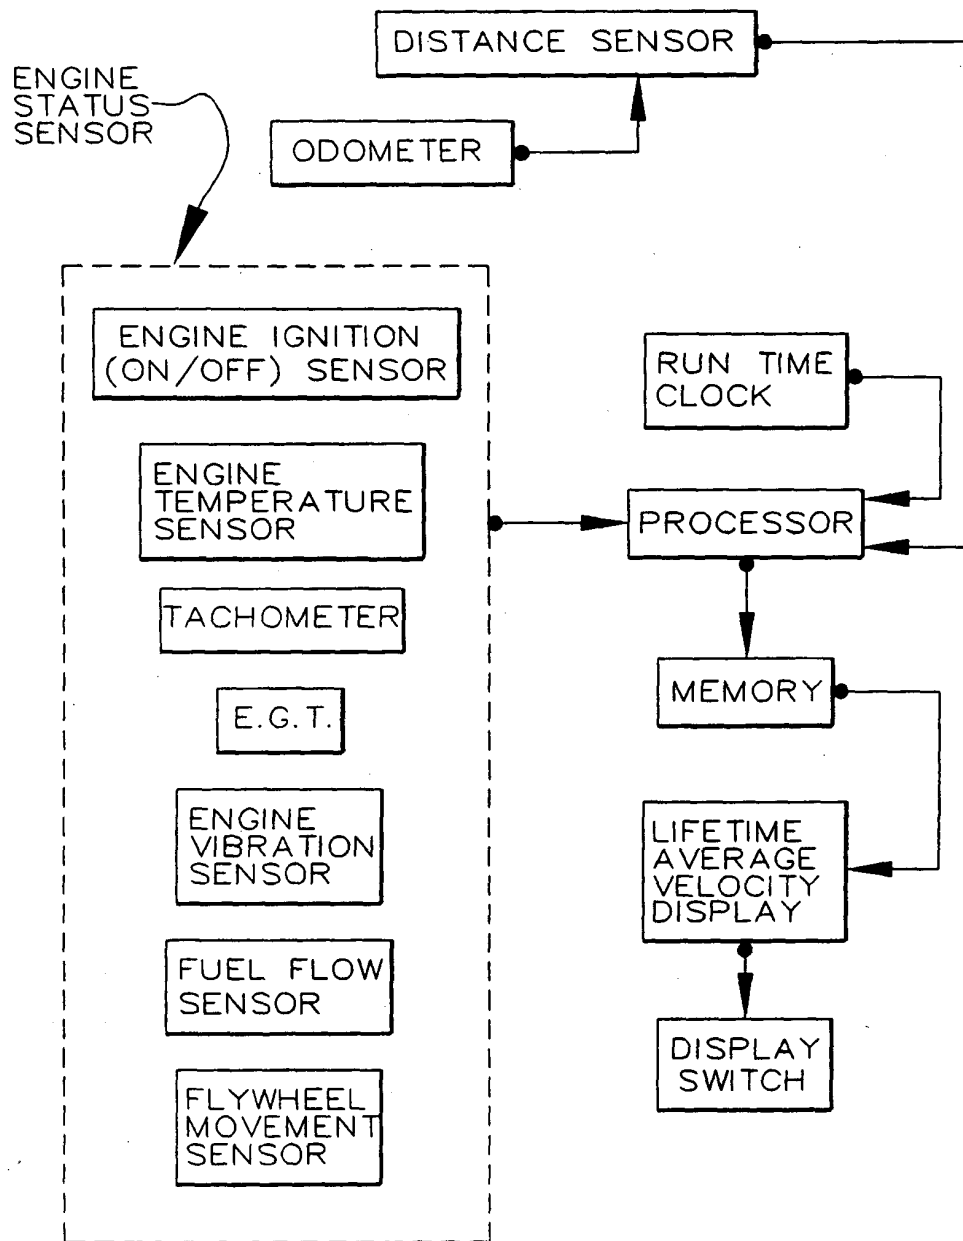 DISTANCE SENSOR
ENGINE
STATUS
SENSOR
ODOMETER
ENGINE IGNITION
(ON/OFF) SENSOR
ENGINE
TEMPERATURE
SENSOR
TACHOMETER
E.G.T.
ENGINE
VIBRATION
SENSOR
FUEL FLOW
SENSOR
FLYWHEEL
MOVEMENT
SENSOR
RUN TIME
CLOCK
PROCESSOR
MEMORY
LIFETIME
AVERAGE
VELOCITY
DISPLAY
DISPLAY
SWITCH